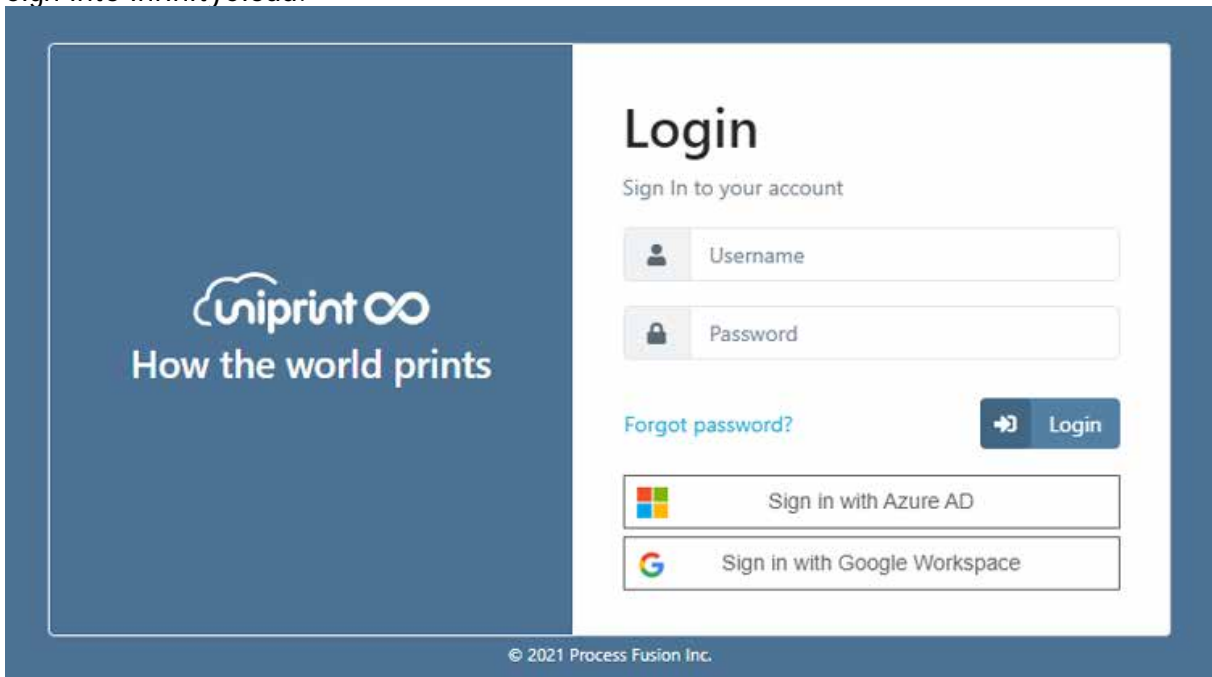 uniprint
How the world prints
Login
Sign In to your account
Username
Password
Forgot password?
Login
Sign in with Azure AD
Sign in with Google Workspace
© 2021 Process Fusion Inc.